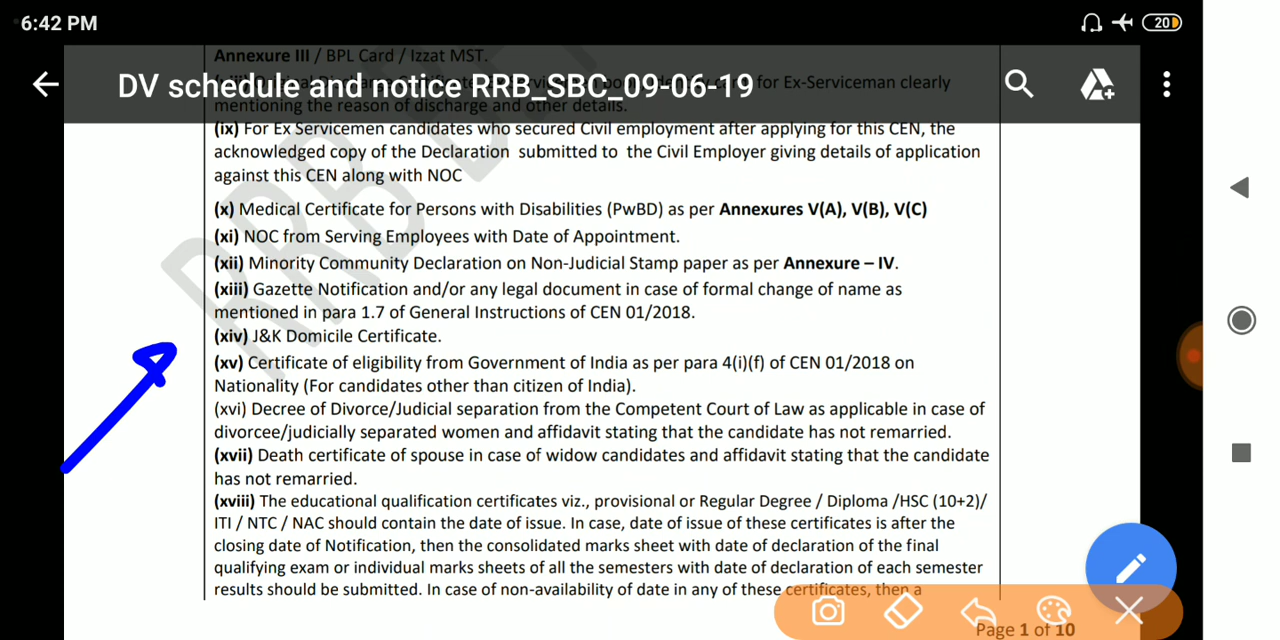 6:42 PM
20
Annexure III / BPL Card / Izzat MST.
DV schedule and notice RRB_SBC_09-06-19
for Ex-Serviceman clearly
mentioning the reason of discharge and other details.
(ix) For Ex Servicemen candidates who secured Civil employment after applying for this CEN, the
acknowledged copy of the Declaration submitted to the Civil Employer giving details of application
against this CEN along with NOC
(x) Medical Certificate for Persons with Disabilities (PwBD) as per Annexures V(A), V(B), V(C)
(xi) NOC from Serving Employees with Date of Appointment.
(xii) Minority Community Declaration on Non-Judicial Stamp paper as per Annexure – IV.
(xiii) Gazette Notification and/or any legal document in case of formal change of name as
mentioned in para 1.7 of General Instructions of CEN 01/2018.
(xiv) J&K Domicile Certificate.
(xv) Certificate of eligibility from Government of India as per para 4(i)(f) of CEN 01/2018 on
Nationality (For candidates other than citizen of India).
(xvi) Decree of Divorce/Judicial separation from the Competent Court of Law as applicable in case of
divorcee/judicially separated women and affidavit stating that the candidate has not remarried.
(xvii) Death certificate of spouse in case of widow candidates and affidavit stating that the candidate
has not remarried.
(xviii) The educational qualification certificates viz., provisional or Regular Degree / Diploma /HSC (10+2)/
ITI / NTC / NAC should contain the date of issue. In case, date of issue of these certificates is after the
closing date of Notification, then the consolidated marks sheet with date of declaration of the final
qualifying exam or individual marks sheets of all the semesters with date of declaration of each semester
results should be submitted. In case of non-availability of date in any of these certificates, then a
Page 1 of 10
RRB